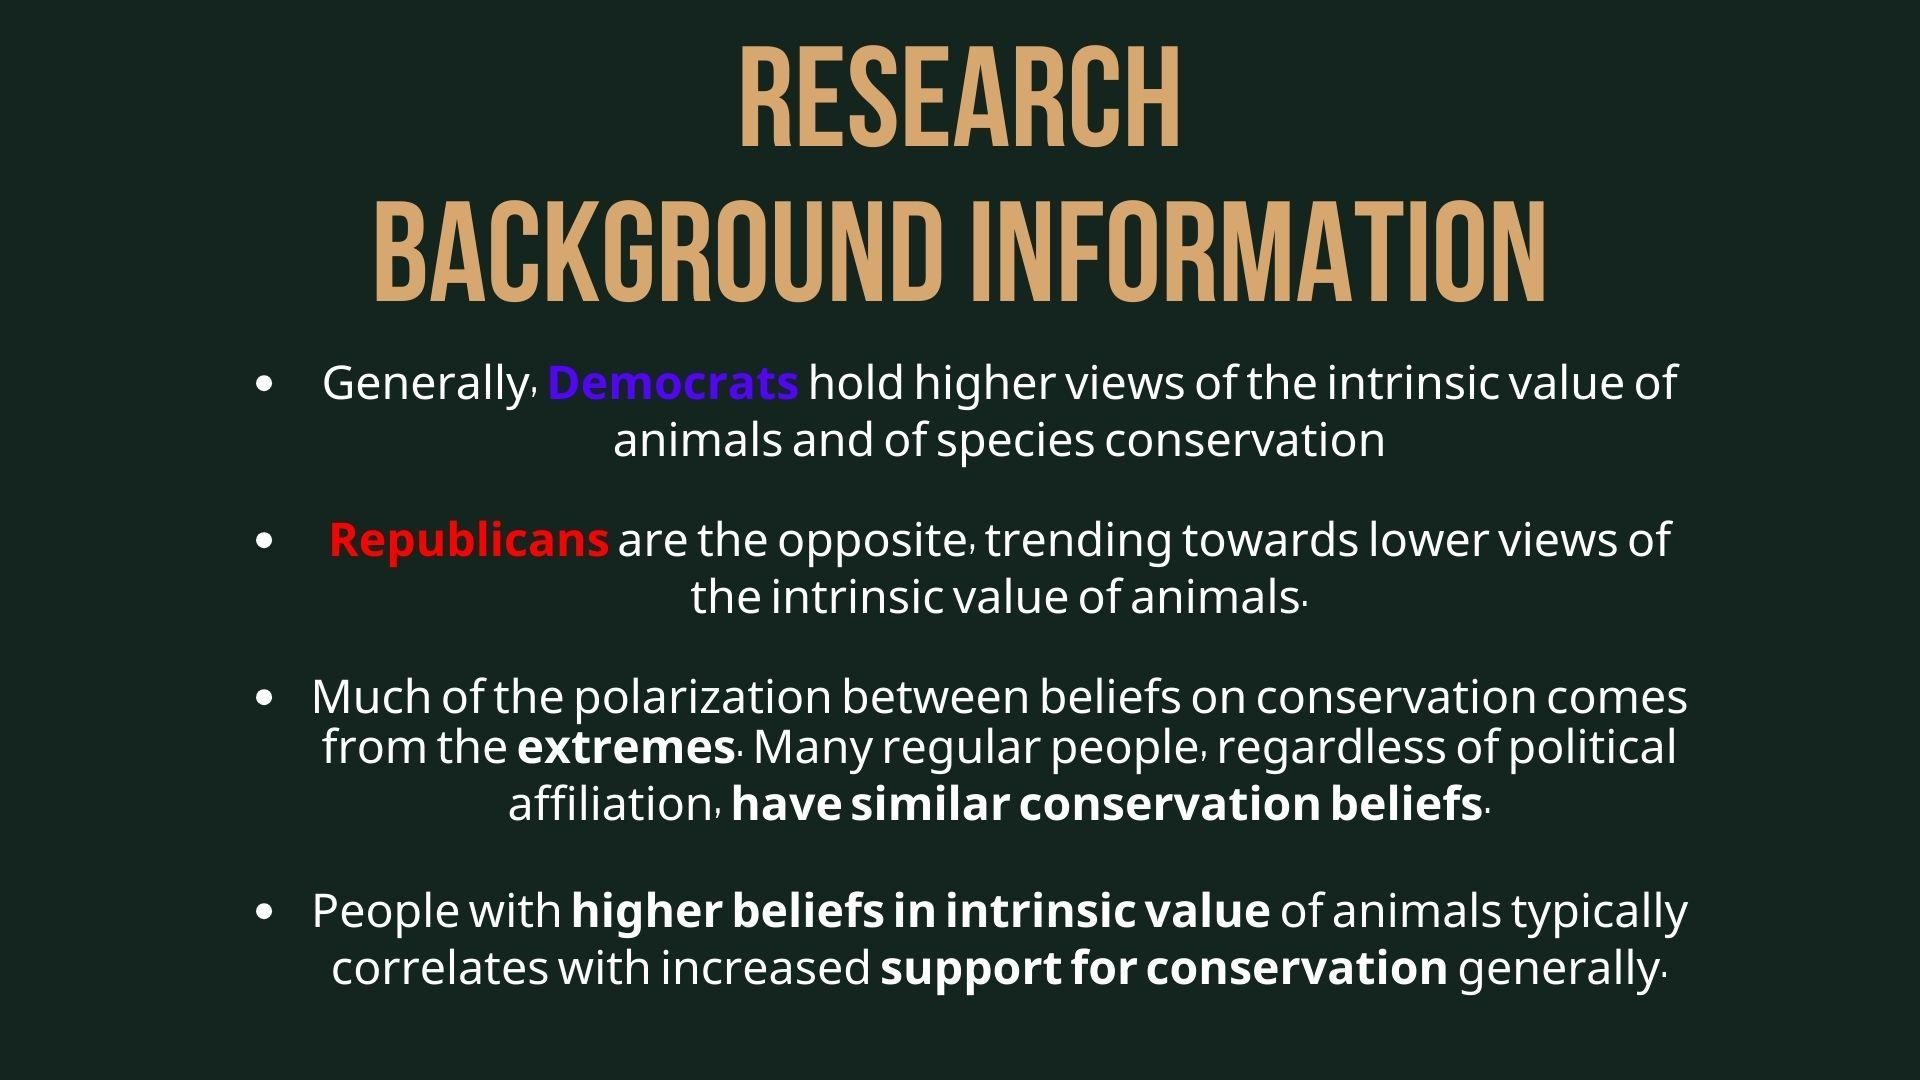 RESEARCH
BACKGROUND INFORMATION
• Generally, Democrats hold higher views of the intrinsic value of
animals and of species conservation
• Republicans are the opposite, trending towards lower views of
the intrinsic value of animals.
• Much of the polarization between beliefs on conservation comes
from the extremes. Many regular people, regardless of political
affiliation, have similar conservation beliefs.
• People with higher beliefs in intrinsic value of animals typically
correlates with increased support for conservation generally.